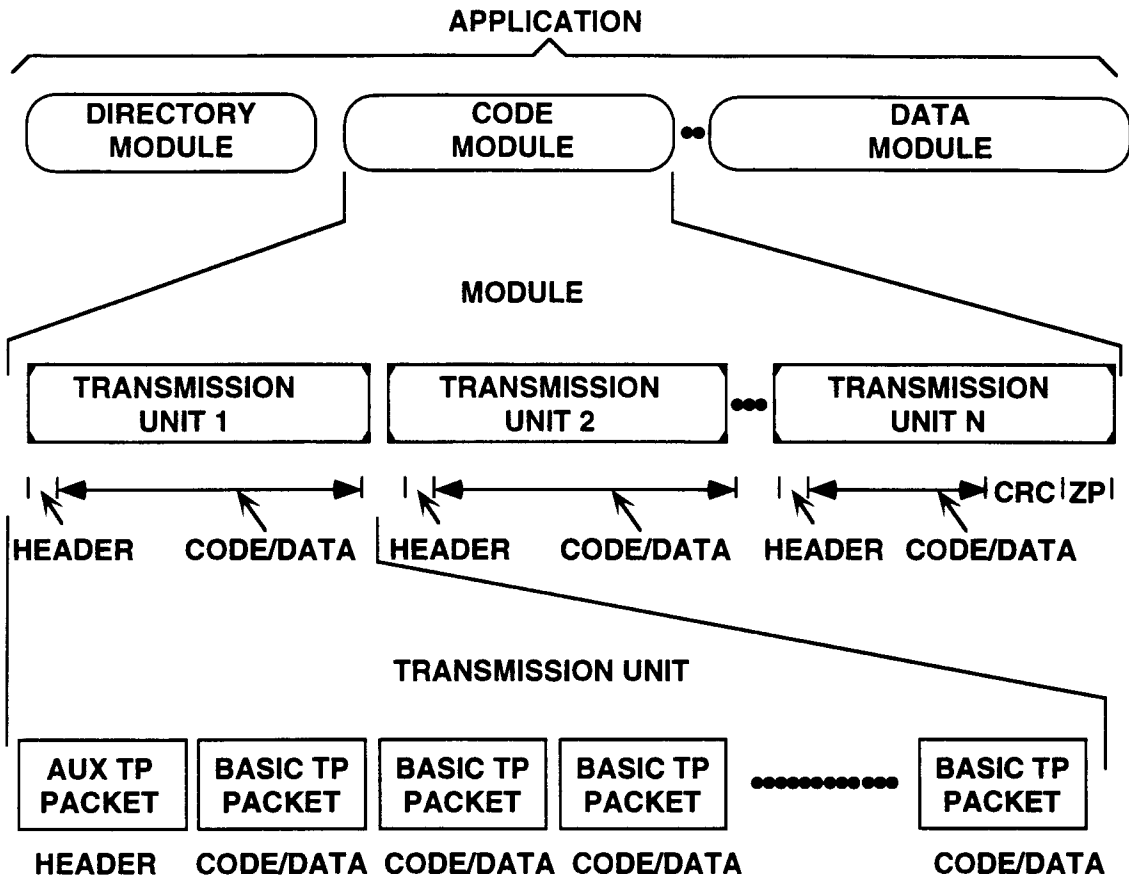 APPLICATION
DIRECTORY
MODULE
CODE
MODULE
DATA
MODULE
MODULE
TRANSMISSION
UNIT 1
TRANSMISSION
UNIT 2
TRANSMISSION
UNIT N
CRC ZP
HEADER CODE/DATA HEADER CODE/DATA HEADER CODE/DATA
TRANSMISSION UNIT
AUX TP
PACKET
BASIC TP
PACKET
BASIC TP
PACKET
BASIC TP
PACKET
BASIC TP
PACKET
HEADER CODE/DATA CODE/DATA CODE/DATA CODE/DATA